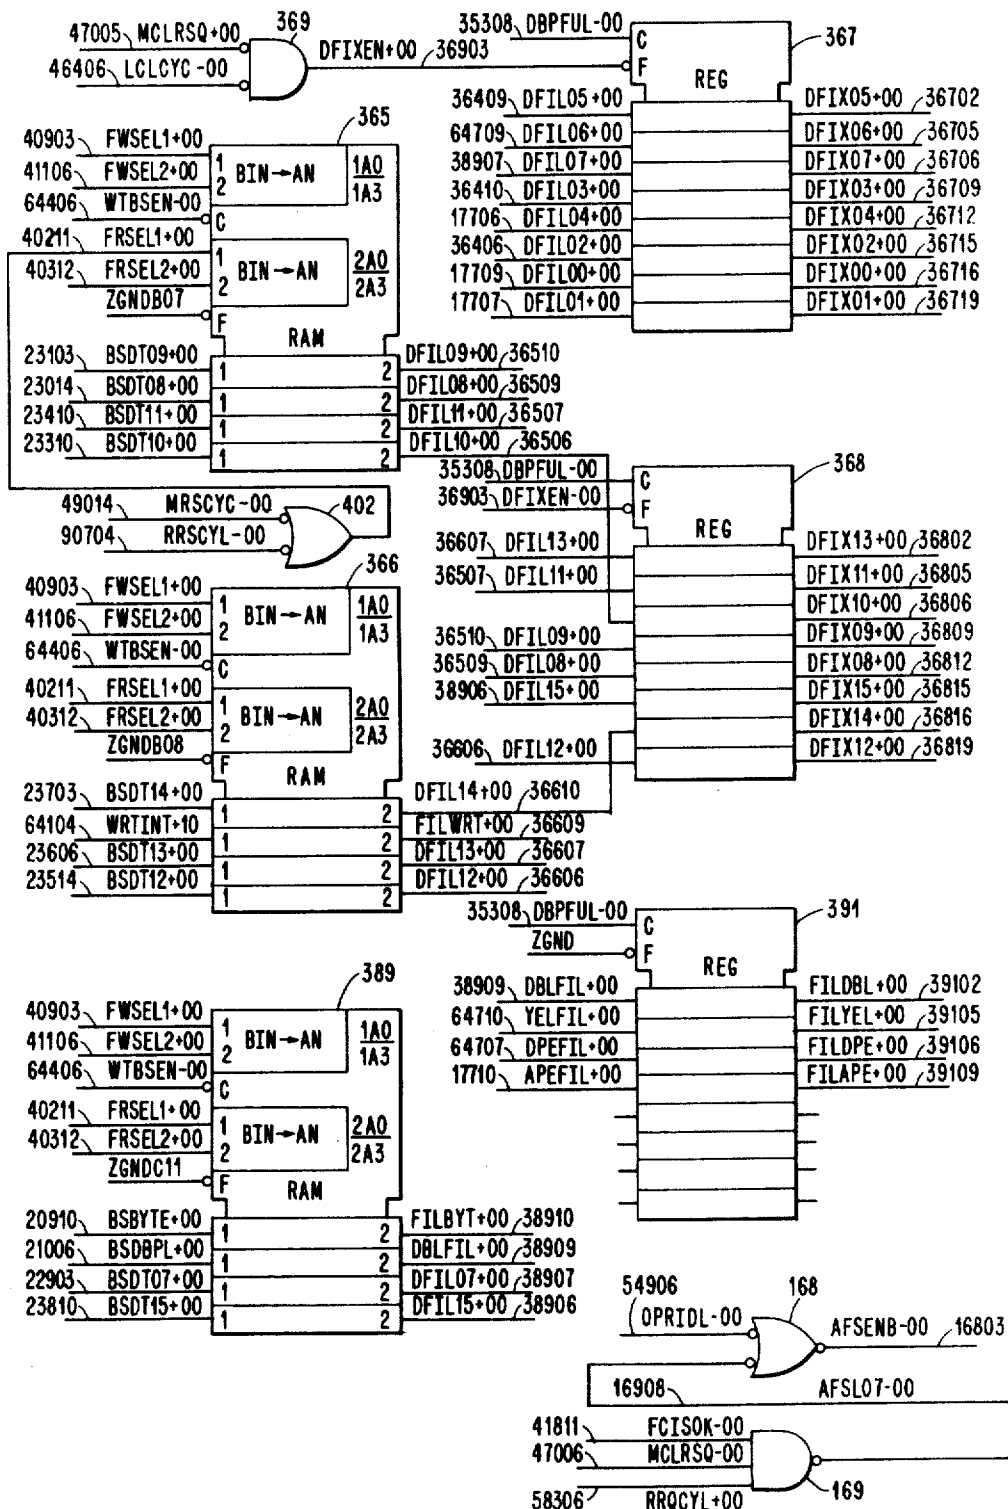 47005 MCLRSQ+00
46406 LCLCYC-00
369
DFIXEN+00 36903
35308 DBPFUL-00
C
F
REG
367
36409 DFIL05+00 DFIX05+00 36702
64709 DFIL06+00 DFIX06+00 36705
38907 DFIL07+00 DFIX07+00 36706
36410 DFIL03+00 DFIX03+00 36709
17706 DFIL04+00 DFIX04+00 36712
36406 DFIL02+00 DFIX02+00 36715
17709 DFIL00+00 DFIX00+00 36716
17707 DFIL01+00 DFIX01+00 36719
365
40903 FWSEL1+00 1 BIN→AN 1A0
41106 FWSEL2+00 2 1A3
64406 WTBSEN-00 C
40211 FRSEL1+00 1 BIN→AN 2A0
40312 FRSEL2+00 2 2A3
ZGNDB07 F
RAM
23103 BSDT09+00 1 2 DFIL09+00 36510
23014 BSDT08+00 1 2 DFIL08+00 36509
23410 BSDT11+00 1 2 DFIL11+00 36507
23310 BSDT10+00 1 2 DFIL10+00 36506
49014 MRSCYC-00
90704 RRSCYL-00
402
35308 DBPFUL-00 C
36903 DFIXEN-00 F
REG
368
36607 DFIL13+00 DFIX13+00 36802
36507 DFIL11+00 DFIX11+00 36805
DFIX10+00 36806
36510 DFIL09+00 DFIX09+00 36809
36509 DFIL08+00 DFIX08+00 36812
38906 DFIL15+00 DFIX15+00 36815
DFIX14+00 36816
36606 DFIL12+00 DFIX12+00 36819
366
40903 FWSEL1+00 1 BIN→AN 1A0
41106 FWSEL2+00 2 1A3
64406 WTBSEN-00 C
40211 FRSEL1+00 1 BIN→AN 2A0
40312 FRSEL2+00 2 2A3
ZGNDB08 F
RAM
23703 BSDT14+00 1 2 DFIL14+00 36610
64104 WRTINT+10 1 2 FILWRT+00 36609
23606 BSDT13+00 1 2 DFIL13+00 36607
23514 BSDT12+00 1 2 DFIL12+00 36606
35308 DBPFUL-00 C
ZGND F
REG
391
38909 DBLFIL+00 FILDBL+00 39102
64710 YELFIL+00 FILYEL+00 39105
64707 DPEFIL+00 FILDPE+00 39106
17710 APEFIL+00 FILAPE+00 39109
389
40903 FWSEL1+00 1 BIN→AN 1A0
41106 FWSEL2+00 2 1A3
64406 WTBSEN-00 C
40211 FRSEL1+00 1 BIN→AN 2A0
40312 FRSEL2+00 2 2A3
ZGNDC11 F
RAM
20910 BSBYTE+00 1 2 FILBYT+00 38910
21006 BSDBPL+00 1 2 DBLFIL+00 38909
22903 BSDT07+00 1 2 DFIL07+00 38907
23810 BSDT15+00 1 2 DFIL15+00 38906
54906
OPRIDL-00
168
AFSENB-00 16803
16908 AFSL07-00
41811 FCISOK-00
47006 MCLRSQ-00
58306 RRQCYL+00
169